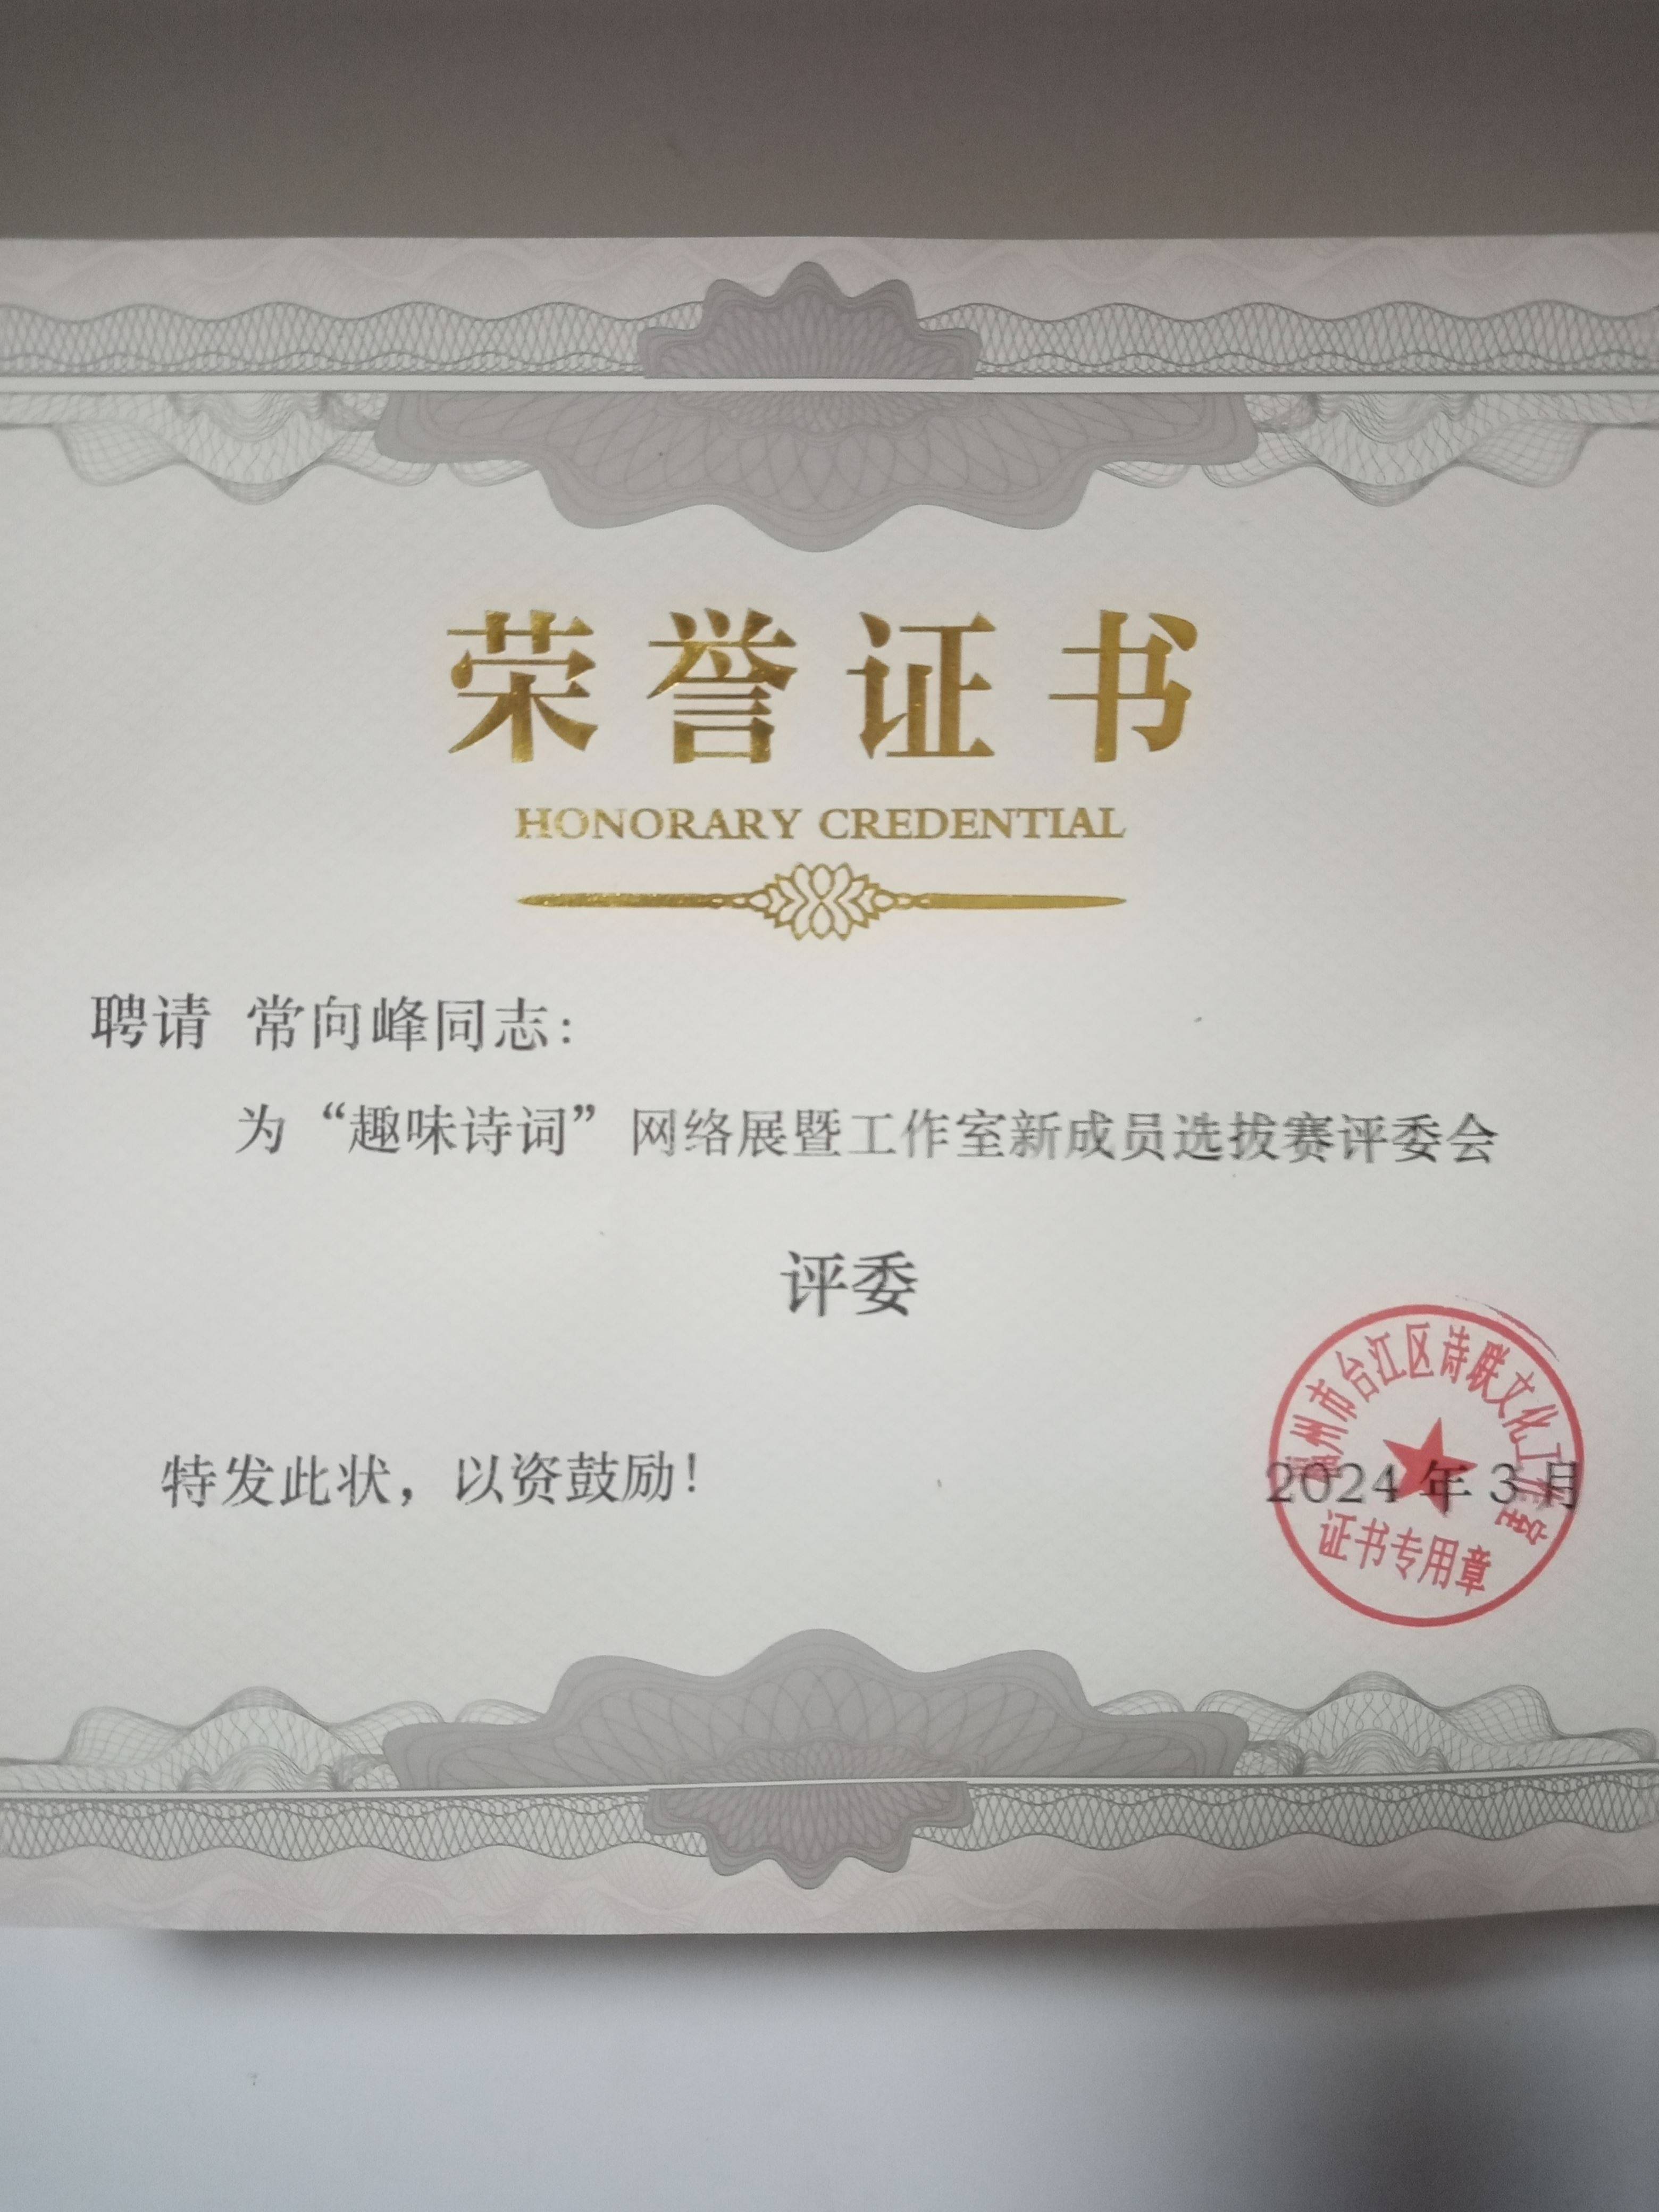 荣誉证书
HONORARY CREDENTIAL
聘请 常向峰同志：
为“趣味诗词”网络展暨工作室新成员选拔赛评委会
评委
特发此状，以资鼓励！
2024年3月
福州市台江区诗联文化工作室
证书专用章